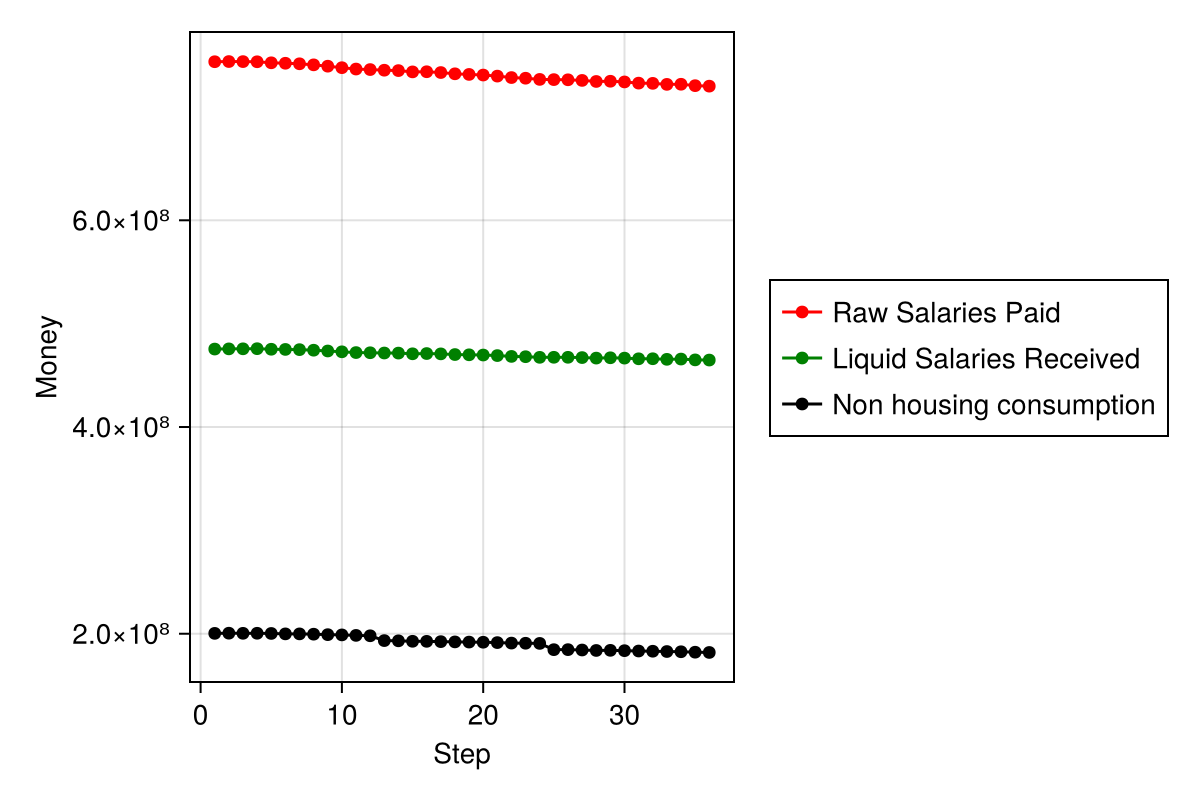 6.0×10⁸
4.0×10⁸
2.0×10⁸
Money
0 10 20 30
Step
Raw Salaries Paid
Liquid Salaries Received
Non housing consumption